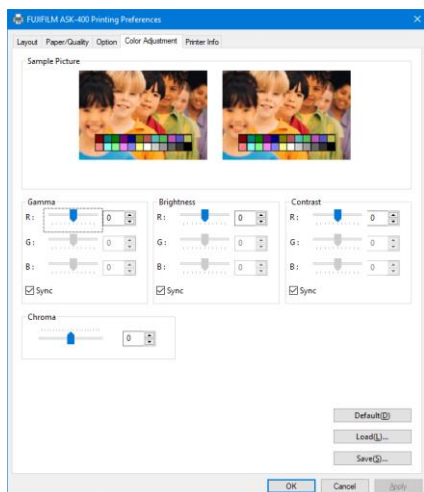 FUJIFILM ASK-400 Printing Preferences
Layout Paper/Quality Option Color Adjustment Printer Info
Sample Picture
Gamma Brightness Contrast
R: 0 R: 0 R: 0
G: 0 G: 0 G: 0
B: 0 B: 0 B: 0
Sync Sync Sync
Chroma
0
Default(D)
Load(L)...
Save(S)...
OK Cancel Apply